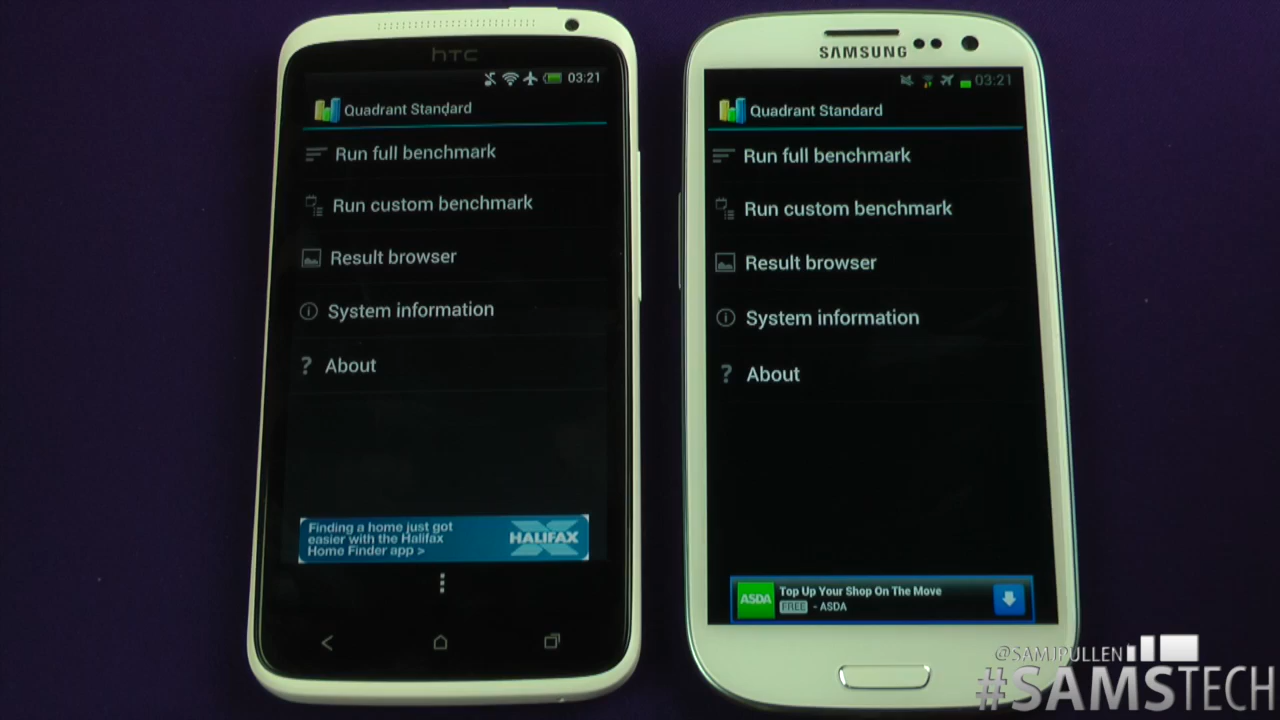 hTC
03:21
Quadrant Standard
Run full benchmark
Run custom benchmark
Result browser
System information
? About
Finding a home just got
easier with the Halifax
Home Finder app >
HALIFAX
SAMSUNG
03:21
Quadrant Standard
Run full benchmark
Run custom benchmark
Result browser
System information
? About
ASDA
Top Up Your Shop On The Move
FREE - ASDA
@SAMJPULLEN
#SAMSTECH